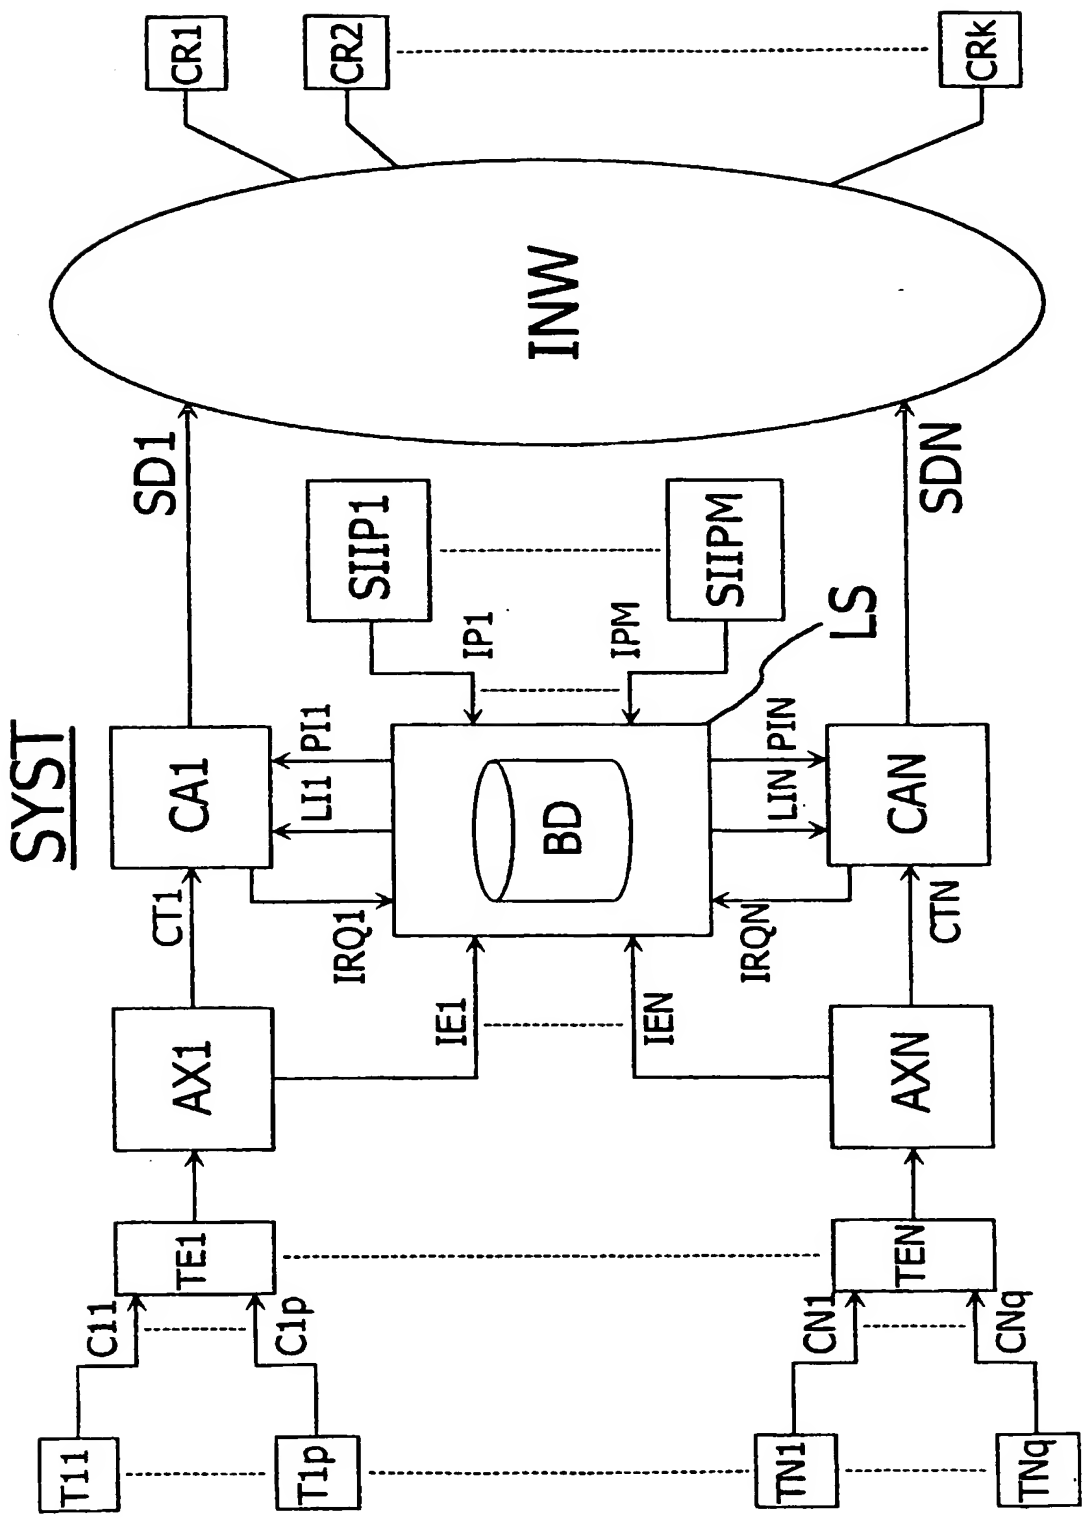 SYST
T11
T1p
TN1
TNq
C11
C1p
CN1
CNq
TE1
TEN
AX1
AXN
IE1
IEN
CT1
CTN
IRQ1
IRQN
CA1
CAN
LI1
PI1
LIN
PIN
BD
LS
IP1
IPM
SIIP1
SIIPM
SD1
SDN
INW
CR1
CR2
CRk